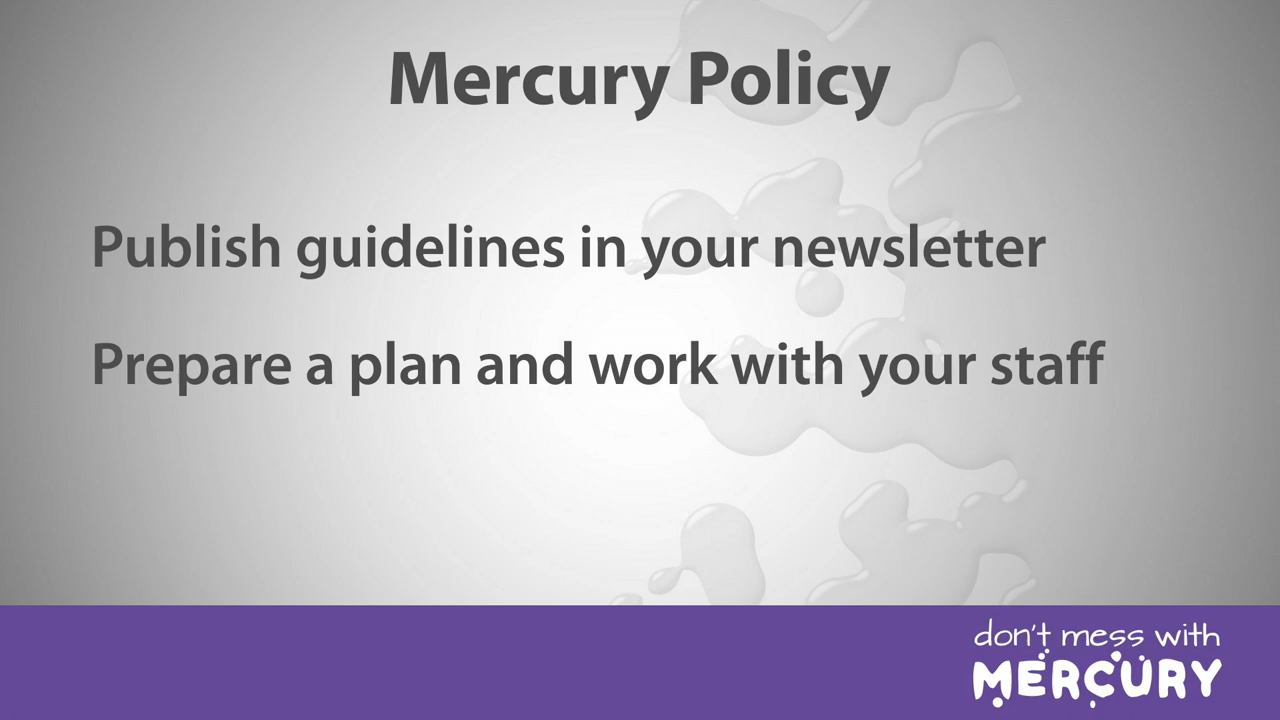 Mercury Policy
Publish guidelines in your newsletter
Prepare a plan and work with your staff
don't mess with
MERCURY